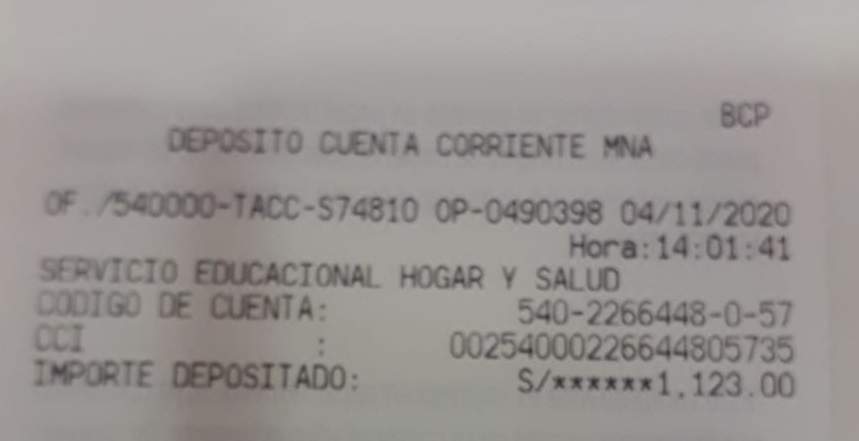 BCP
DEPOSITO CUENTA CORRIENTE MNA
OF./540000-TACC-S74810 OP-0490398 04/11/2020
Hora:14:01:41
SERVICIO EDUCACIONAL HOGAR Y SALUD
CODIGO DE CUENTA: 540-2266448-0-57
CCI : 00254000226644805735
IMPORTE DEPOSITADO: S/******1,123.00